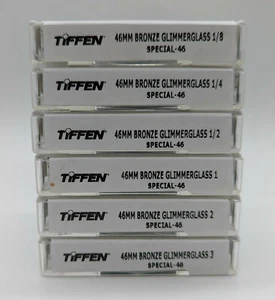 TIFFEN 46MM BRONZE GLIMMERGLASS 1/8
SPECIAL-46
TIFFEN 46MM BRONZE GLIMMERGLASS 1/4
SPECIAL-46
TIFFEN 46MM BRONZE GLIMMERGLASS 1/2
SPECIAL-46
TIFFEN 46MM BRONZE GLIMMERGLASS 1
SPECIAL-46
TIFFEN 46MM BRONZE GLIMMERGLASS 2
SPECIAL-46
TIFFEN 46MM BRONZE GLIMMERGLASS 3
SPECIAL-46